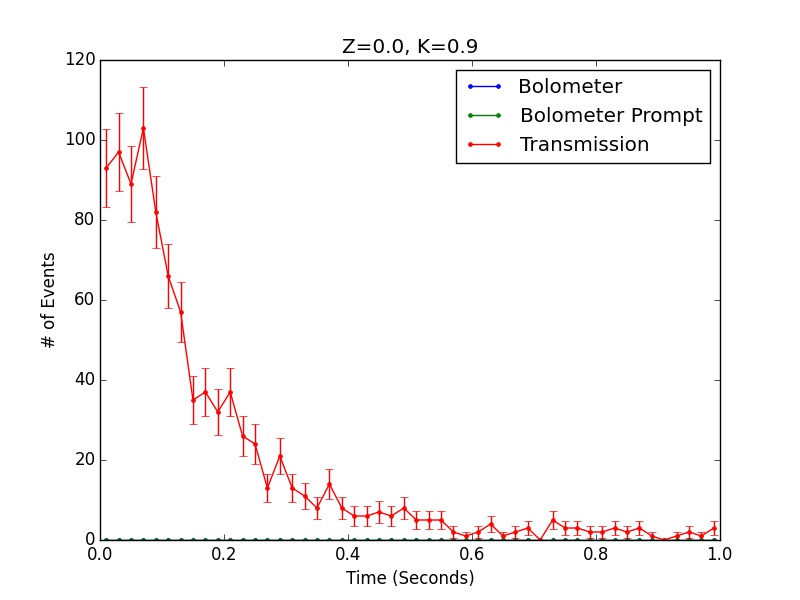 Z=0.0, K=0.9
120
100
80
60
40
20
0
# of Events
Bolometer
Bolometer Prompt
Transmission
0.0 0.2 0.4 0.6 0.8 1.0
Time (Seconds)